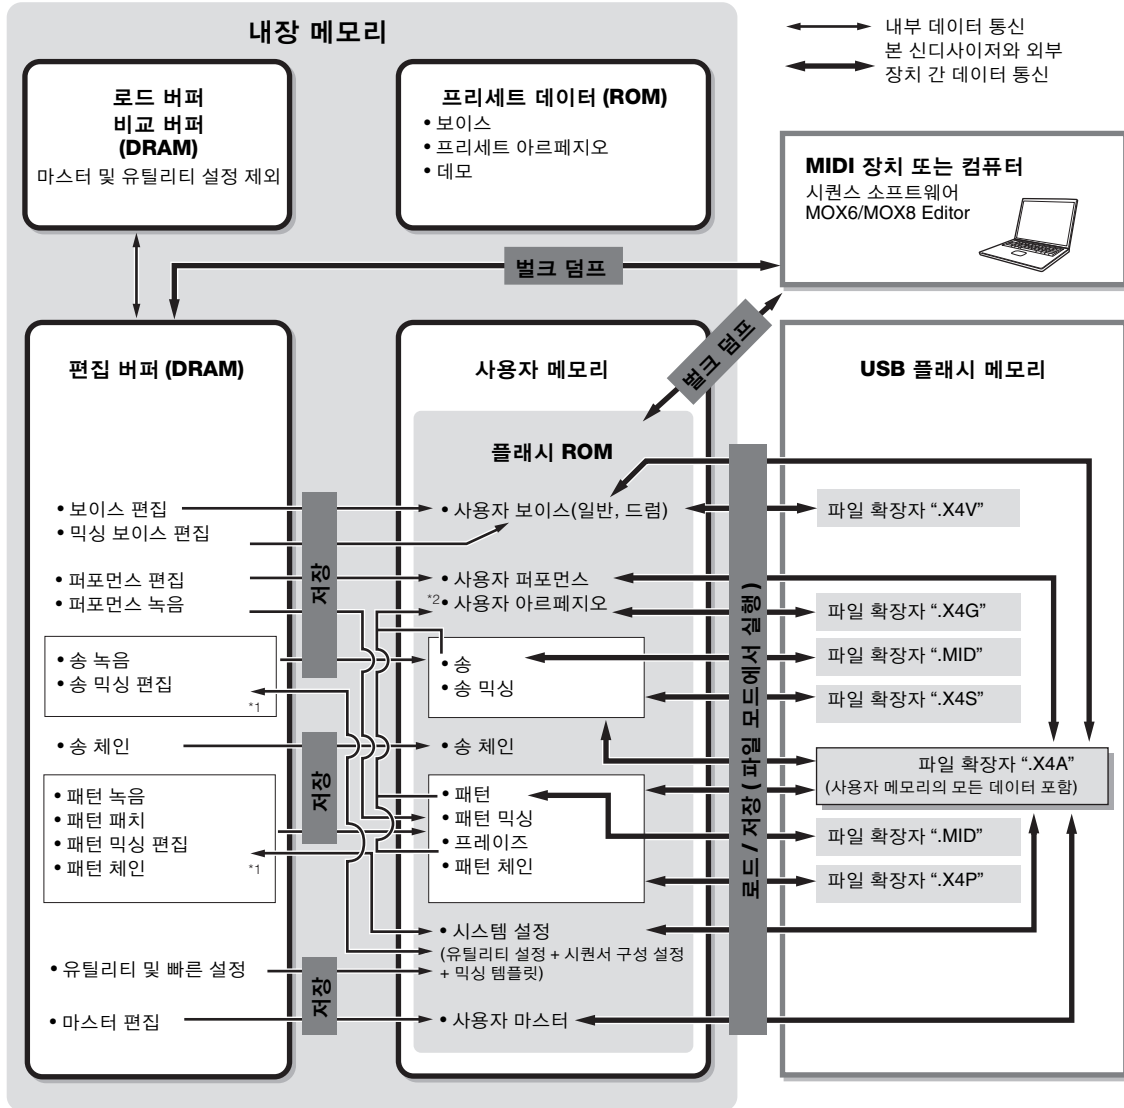 내장 메모리
내부 데이터 통신
본 신디사이저와 외부
장치 간 데이터 통신
로드 버퍼
비교 버퍼
(DRAM)
마스터 및 유틸리티 설정 제외
프리세트 데이터 (ROM)
• 보이스
• 프리세트 아르페지오
• 데모
MIDI 장치 또는 컴퓨터
시퀀스 소프트웨어
MOX6/MOX8 Editor
벌크 덤프
벌크 덤프
편집 버퍼 (DRAM)
• 보이스 편집
• 믹싱 보이스 편집
• 퍼포먼스 편집
• 퍼포먼스 녹음
• 송 녹음
• 송 믹싱 편집
*1
• 송 체인
• 패턴 녹음
• 패턴 패치
• 패턴 믹싱 편집
• 패턴 체인
*1
• 유틸리티 및 빠른 설정
• 마스터 편집
저장
저장
저장
사용자 메모리
플래시 ROM
• 사용자 보이스(일반, 드럼)
• 사용자 퍼포먼스
*2• 사용자 아르페지오
• 송
• 송 믹싱
• 송 체인
• 패턴
• 패턴 믹싱
• 프레이즈
• 패턴 체인
• 시스템 설정
(유틸리티 설정 + 시퀀서 구성 설정
+ 믹싱 템플릿)
• 사용자 마스터
로드 / 저장 ( 파일 모드에서 실행 )
USB 플래시 메모리
파일 확장자 “.X4V”
파일 확장자 “.X4G”
파일 확장자 “.MID”
파일 확장자 “.X4S”
파일 확장자 “.X4A”
(사용자 메모리의 모든 데이터 포함)
파일 확장자 “.MID”
파일 확장자 “.X4P”